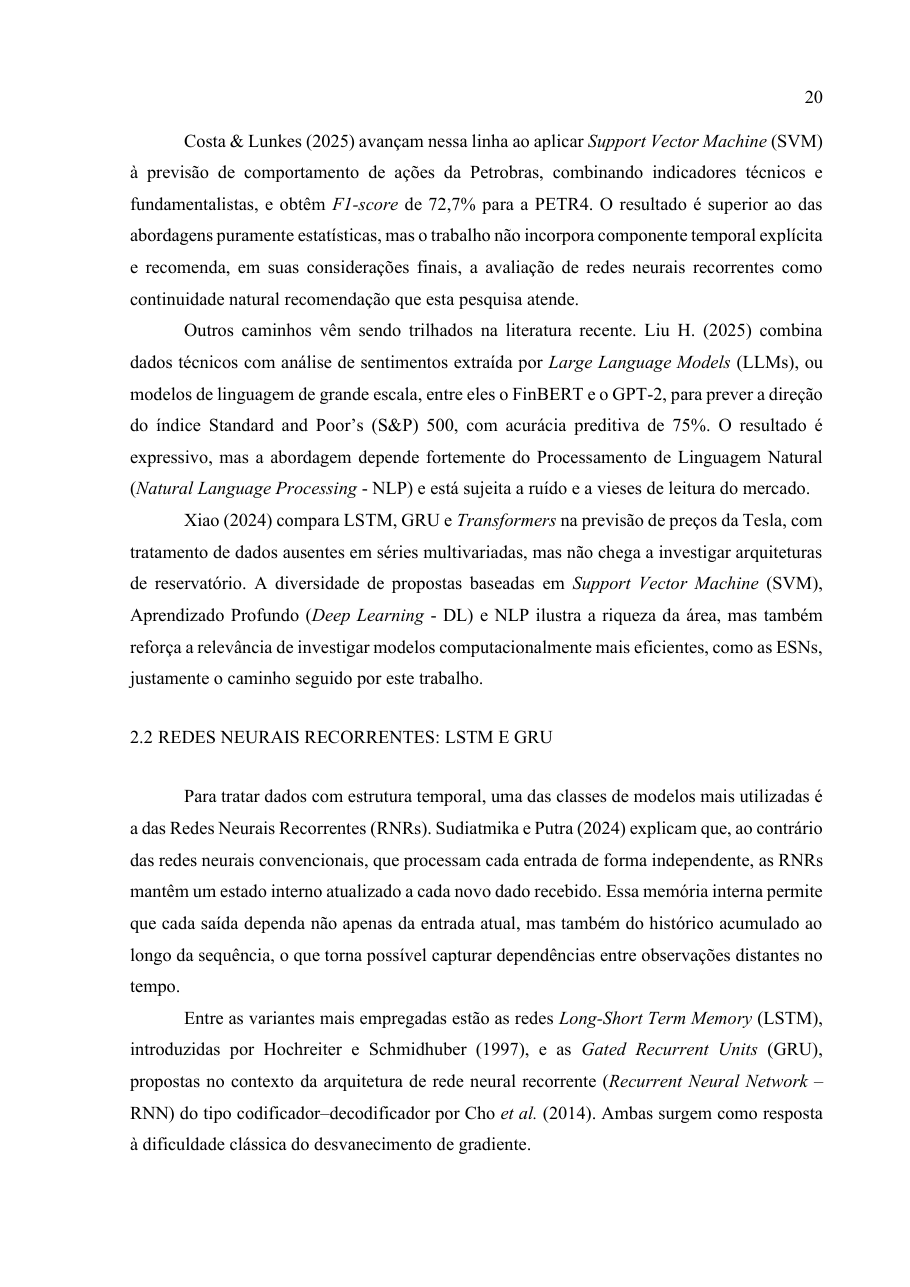 20
Costa & Lunkes (2025) avançam nessa linha ao aplicar Support Vector Machine (SVM)
à previsão de comportamento de ações da Petrobras, combinando indicadores técnicos e
fundamentalistas, e obtêm F1-score de 72,7% para a PETR4. O resultado é superior ao das
abordagens puramente estatísticas, mas o trabalho não incorpora componente temporal explícita
e recomenda, em suas considerações finais, a avaliação de redes neurais recorrentes como
continuidade natural recomendação que esta pesquisa atende.
Outros caminhos vêm sendo trilhados na literatura recente. Liu H. (2025) combina
dados técnicos com análise de sentimentos extraída por Large Language Models (LLMs), ou
modelos de linguagem de grande escala, entre eles o FinBERT e o GPT-2, para prever a direção
do índice Standard and Poor’s (S&P) 500, com acurácia preditiva de 75%. O resultado é
expressivo, mas a abordagem depende fortemente do Processamento de Linguagem Natural
(Natural Language Processing - NLP) e está sujeita a ruído e a vieses de leitura do mercado.
Xiao (2024) compara LSTM, GRU e Transformers na previsão de preços da Tesla, com
tratamento de dados ausentes em séries multivariadas, mas não chega a investigar arquiteturas
de reservatório. A diversidade de propostas baseadas em Support Vector Machine (SVM),
Aprendizado Profundo (Deep Learning - DL) e NLP ilustra a riqueza da área, mas também
reforça a relevância de investigar modelos computacionalmente mais eficientes, como as ESNs,
justamente o caminho seguido por este trabalho.
2.2 REDES NEURAIS RECORRENTES: LSTM E GRU
Para tratar dados com estrutura temporal, uma das classes de modelos mais utilizadas é
a das Redes Neurais Recorrentes (RNRs). Sudiatmika e Putra (2024) explicam que, ao contrário
das redes neurais convencionais, que processam cada entrada de forma independente, as RNRs
mantêm um estado interno atualizado a cada novo dado recebido. Essa memória interna permite
que cada saída dependa não apenas da entrada atual, mas também do histórico acumulado ao
longo da sequência, o que torna possível capturar dependências entre observações distantes no
tempo.
Entre as variantes mais empregadas estão as redes Long-Short Term Memory (LSTM),
introduzidas por Hochreiter e Schmidhuber (1997), e as Gated Recurrent Units (GRU),
propostas no contexto da arquitetura de rede neural recorrente (Recurrent Neural Network –
RNN) do tipo codificador–decodificador por Cho et al. (2014). Ambas surgem como resposta
à dificuldade clássica do desvanecimento de gradiente.